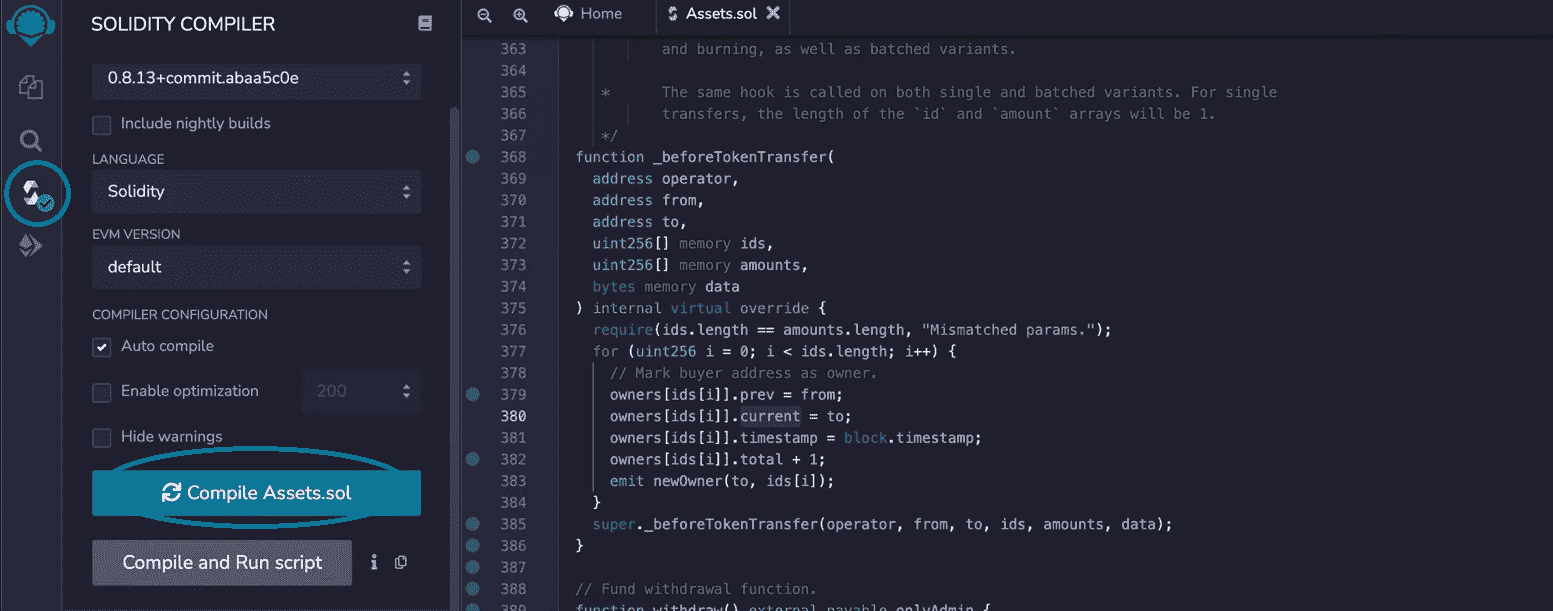 SOLIDITY COMPILER
0.8.13+commit.abaa5c0e
Include nightly builds
LANGUAGE
Solidity
EVM VERSION
default
COMPILER CONFIGURATION
Auto compile
Enable optimization 200
Hide warnings
Compile Assets.sol
Compile and Run script
Home Assets.sol
363 and burning, as well as batched variants.
364
365 * The same hook is called on both single and batched variants. For single
366 transfers, the length of the `id` and `amount` arrays will be 1.
367 */
368 function _beforeTokenTransfer(
369 address operator,
370 address from,
371 address to,
372 uint256[] memory ids,
373 uint256[] memory amounts,
374 bytes memory data
375 ) internal virtual override {
376 require(ids.length == amounts.length, "Mismatched params.");
377 for (uint256 i = 0; i < ids.length; i++) {
378 // Mark buyer address as owner.
379 owners[ids[i]].prev = from;
380 owners[ids[i]].current = to;
381 owners[ids[i]].timestamp = block.timestamp;
382 owners[ids[i]].total + 1;
383 emit newOwner(to, ids[i]);
384 }
385 super._beforeTokenTransfer(operator, from, to, ids, amounts, data);
386 }
387
388 // Fund withdrawal function.
389 function withdraw() external payable onlyAdmin {